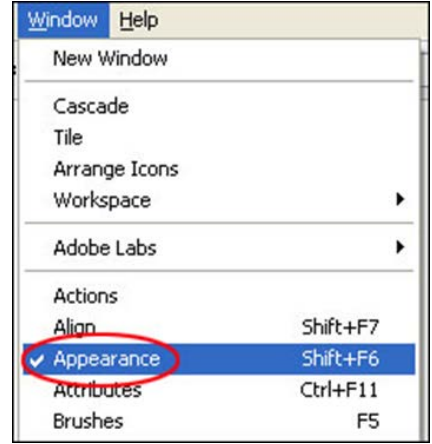 Window Help
New Window
Cascade
Tile
Arrange Icons
Workspace
Adobe Labs
Actions
Align Shift+F7
Appearance Shift+F6
Attributes Ctrl+F11
Brushes F5